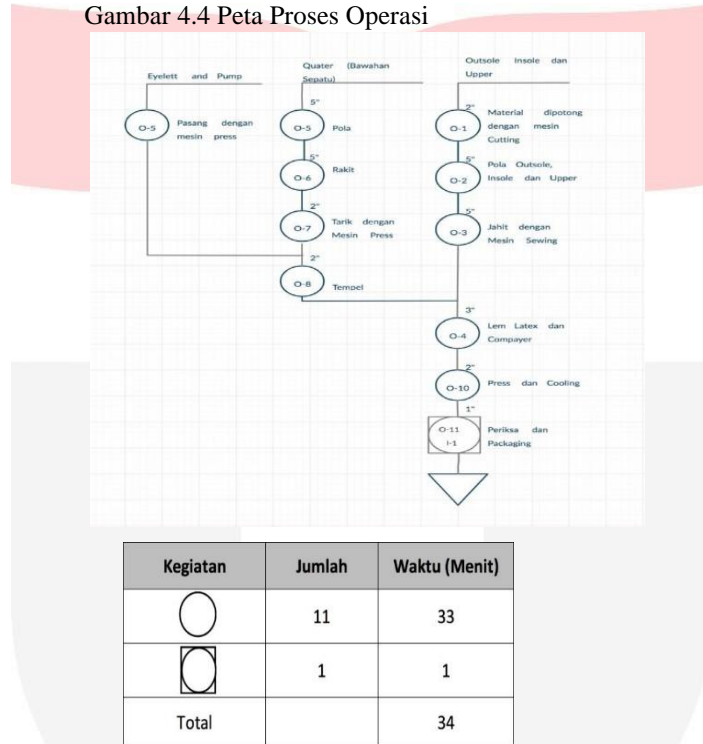 Gambar 4.4 Peta Proses Operasi
Eyelett and Pump
O-5
Pasang dengan
mesin press
Quater (Bawahan
Sepatu)
5"
O-5
Pola
5"
O-6
Rakit
2"
O-7
Tarik dengan
Mesin Press
2"
O-8
Tempel
Outsole Insole dan
Upper
2"
O-1
Material dipotong
dengan mesin
Cutting
5"
O-2
Pola Outsole,
Insole dan Upper
5"
O-3
Jahit dengan
Mesin Sewing
3"
O-4
Lem Latex dan
Compayer
2"
O-10
Press dan Cooling
1"
O-11
I-1
Periksa dan
Packaging
Kegiatan Jumlah Waktu (Menit)
11 33
1 1
Total 34